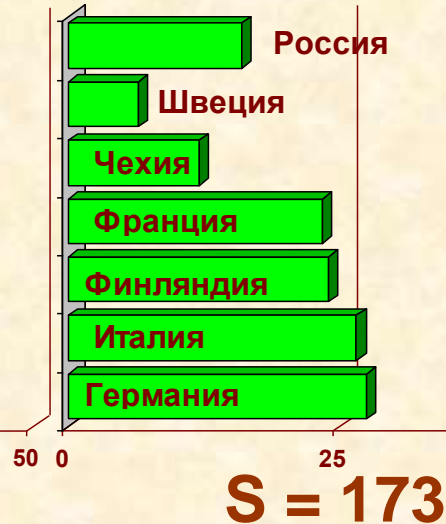 Россия
Швеция
Чехия
Франция
Финляндия
Италия
Германия
50 0 25
S = 173